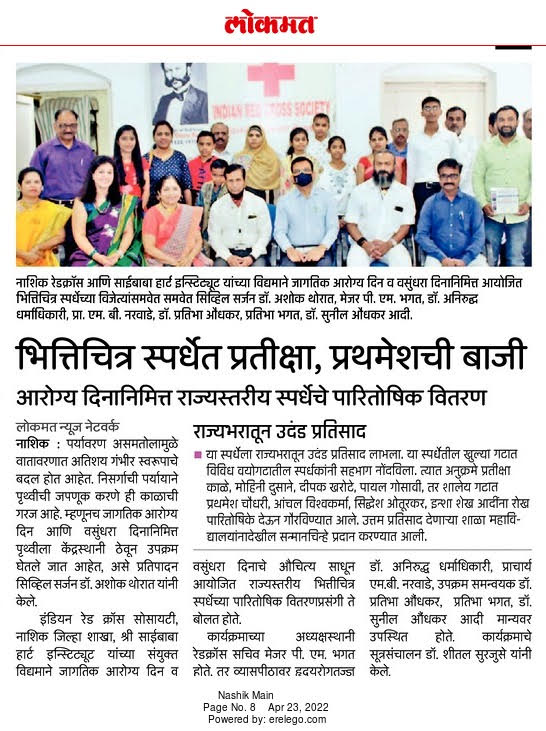 लोकमत
INDIAN RED CROSS SOCIETY
नाशिक रेडक्रॉस आणि साईबाबा हार्ट इन्स्टिट्यूट यांच्या विद्यमाने जागतिक आरोग्य दिन व वसुंधरा दिनानिमित्त आयोजित
भित्तिचित्र स्पर्धेच्या विजेत्यांसमवेत समवेत सिव्हिल सर्जन डॉ. अशोक थोरात, मेजर पी. एम. भगत, डॉ. अनिरुद्ध
धर्माधिकारी, प्रा. एम. बी. नरवाडे, डॉ. प्रतिभा औंधकर, प्रतिभा भगत, डॉ. सुनील औंधकर आदी.
भित्तिचित्र स्पर्धेत प्रतीक्षा, प्रथमेशची बाजी
आरोग्य दिनानिमित्त राज्यस्तरीय स्पर्धेचे पारितोषिक वितरण
लोकमत न्यूज नेटवर्क
नाशिक : पर्यावरण असमतोलामुळे
वातावरणात अतिशय गंभीर स्वरूपाचे
बदल होत आहेत. निसर्गाची पर्यायाने
पृथ्वीची जपणूक करणे ही काळाची
गरज आहे. म्हणूनच जागतिक आरोग्य
दिन आणि वसुंधरा दिनानिमित्त
पृथ्वीला केंद्रस्थानी ठेवून उपक्रम
घेतले जात आहेत, असे प्रतिपादन
सिव्हिल सर्जन डॉ. अशोक थोरात यांनी
केले.
इंडियन रेड क्रॉस सोसायटी,
नाशिक जिल्हा शाखा, श्री साईबाबा
हार्ट इन्स्टिट्यूट यांच्या संयुक्त
विद्यमाने जागतिक आरोग्य दिन व
राज्यभरातून उदंड प्रतिसाद
■ द्या स्पर्धेला राज्यभरातून उदंड प्रतिसाद लाभला. या स्पर्धेतील खुल्या गटात
विविध वयोगटातील स्पर्धकांनी सहभाग नोंदविला. त्यात अनुक्रमे प्रतीक्षा
काळे, मोहिनी दुसाने, दीपक खरोटे, पायल गोसावी, तर शालेय गटात
प्रथमेश चौधरी, आंचल विश्वकर्मा, सिद्धेश ओतूरकर, इन्शा शेख आदींना रोख
पारितोषिके देऊन गौरविण्यात आले. उत्तम प्रतिसाद देणाऱ्या शाळा महावि-
द्यालयांनादेखील सन्मानचिन्हे प्रदान करण्यात आली.
वसुंधरा दिनाचे औचित्य साधून
आयोजित राज्यस्तरीय भित्तीचित्र
स्पर्धेच्या पारितोषिक वितरणप्रसंगी ते
बोलत होते.
कार्यक्रमाच्या अध्यक्षस्थानी
रेडक्रॉस सचिव मेजर पी. एम. भगत
होते. तर व्यासपीठावर हृदयरोगतज्ज्ञ
डॉ. अनिरुद्ध धर्माधिकारी, प्राचार्य
एम.बी. नरवाडे, उपक्रम समन्वयक डॉ.
प्रतिभा औंधकर, प्रतिभा भगत, डॉ.
सुनील औंधकर आदी मान्यवर
उपस्थित होते. कार्यक्रमाचे
सूत्रसंचालन डॉ. शीतल सुरजुसे यांनी
केले.
Nashik Main
Page No. 8 Apr 23, 2022
Powered by: erelego.com